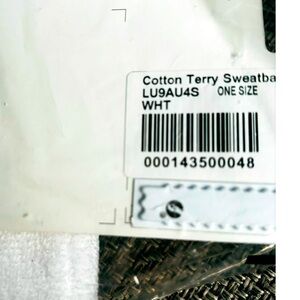 Cotton Terry Sweatba
LU9AU4S ONE SIZE
WHT
000143500048